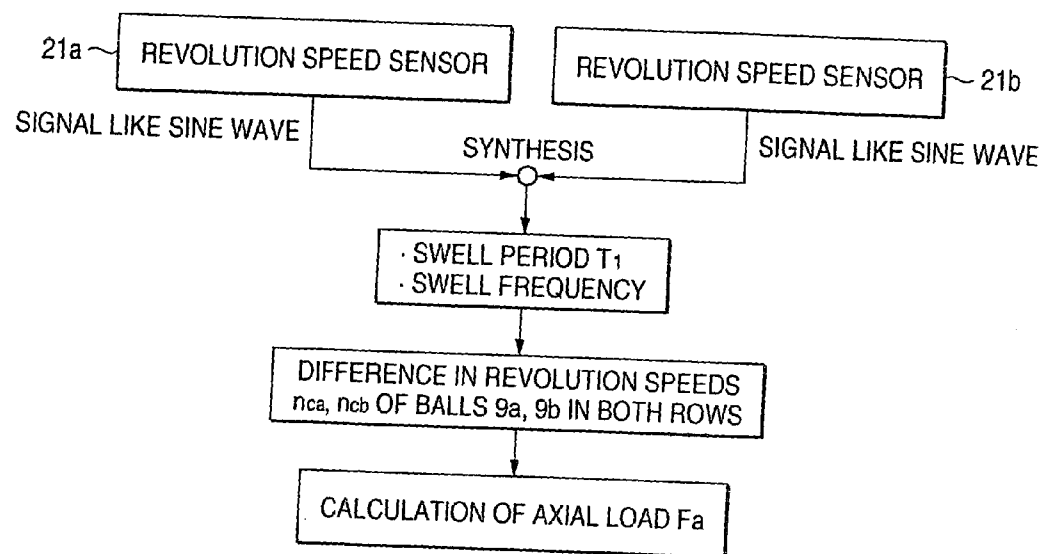 21a
REVOLUTION SPEED SENSOR
REVOLUTION SPEED SENSOR
21b
SIGNAL LIKE SINE WAVE
SYNTHESIS
SIGNAL LIKE SINE WAVE
· SWELL PERIOD T1
· SWELL FREQUENCY
DIFFERENCE IN REVOLUTION SPEEDS
nca, ncb OF BALLS 9a, 9b IN BOTH ROWS
CALCULATION OF AXIAL LOAD Fa